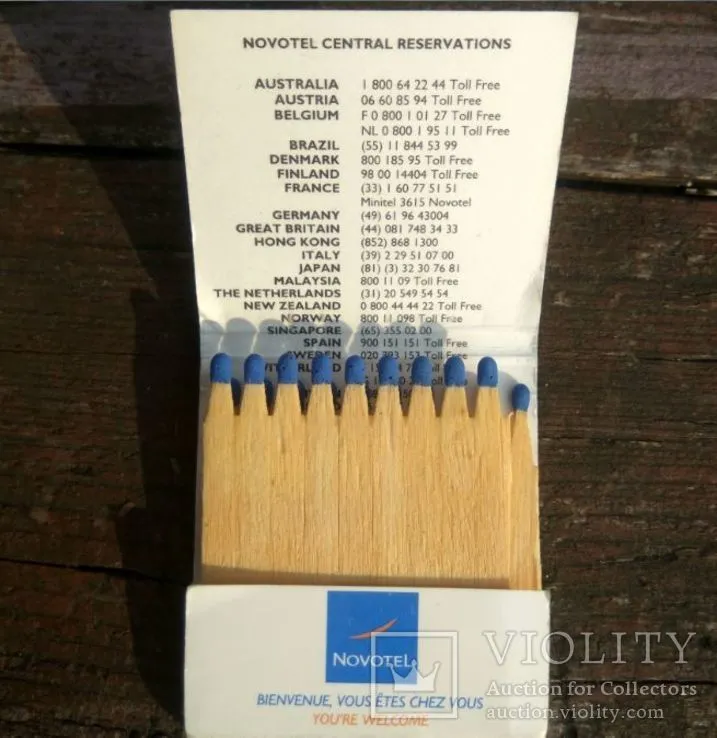 NOVOTEL CENTRAL RESERVATIONS
AUSTRALIA 1 800 64 22 44 Toll Free
AUSTRIA 06 60 85 94 Toll Free
BELGIUM F 0 800 1 01 27 Toll Free
NL 0 800 1 95 11 Toll Free
BRAZIL (55) 11 844 53 99
DENMARK 800 185 95 Toll Free
FINLAND 98 00 14404 Toll Free
FRANCE (33) 1 60 77 51 51
Minitel 3615 Novotel
GERMANY (49) 61 96 43004
GREAT BRITAIN (44) 081 748 34 33
HONG KONG (852) 868 1300
ITALY (39) 2 29 51 07 00
JAPAN (81) (3) 32 30 76 81
MALAYSIA 800 11 09 Toll Free
THE NETHERLANDS (31) 20 549 54 54
NEW ZEALAND 0 800 44 44 22 Toll Free
NORWAY 800 11 098 Toll Free
SINGAPORE (65) 355 02 00
SPAIN 900 151 151 Toll Free
SWEDEN 020 793 153 Toll Free
NOVOTEL
BIENVENUE, VOUS ÊTES CHEZ VOUS
YOU'RE WELCOME
VIOLITY
Auction for Collectors
auction.violity.com